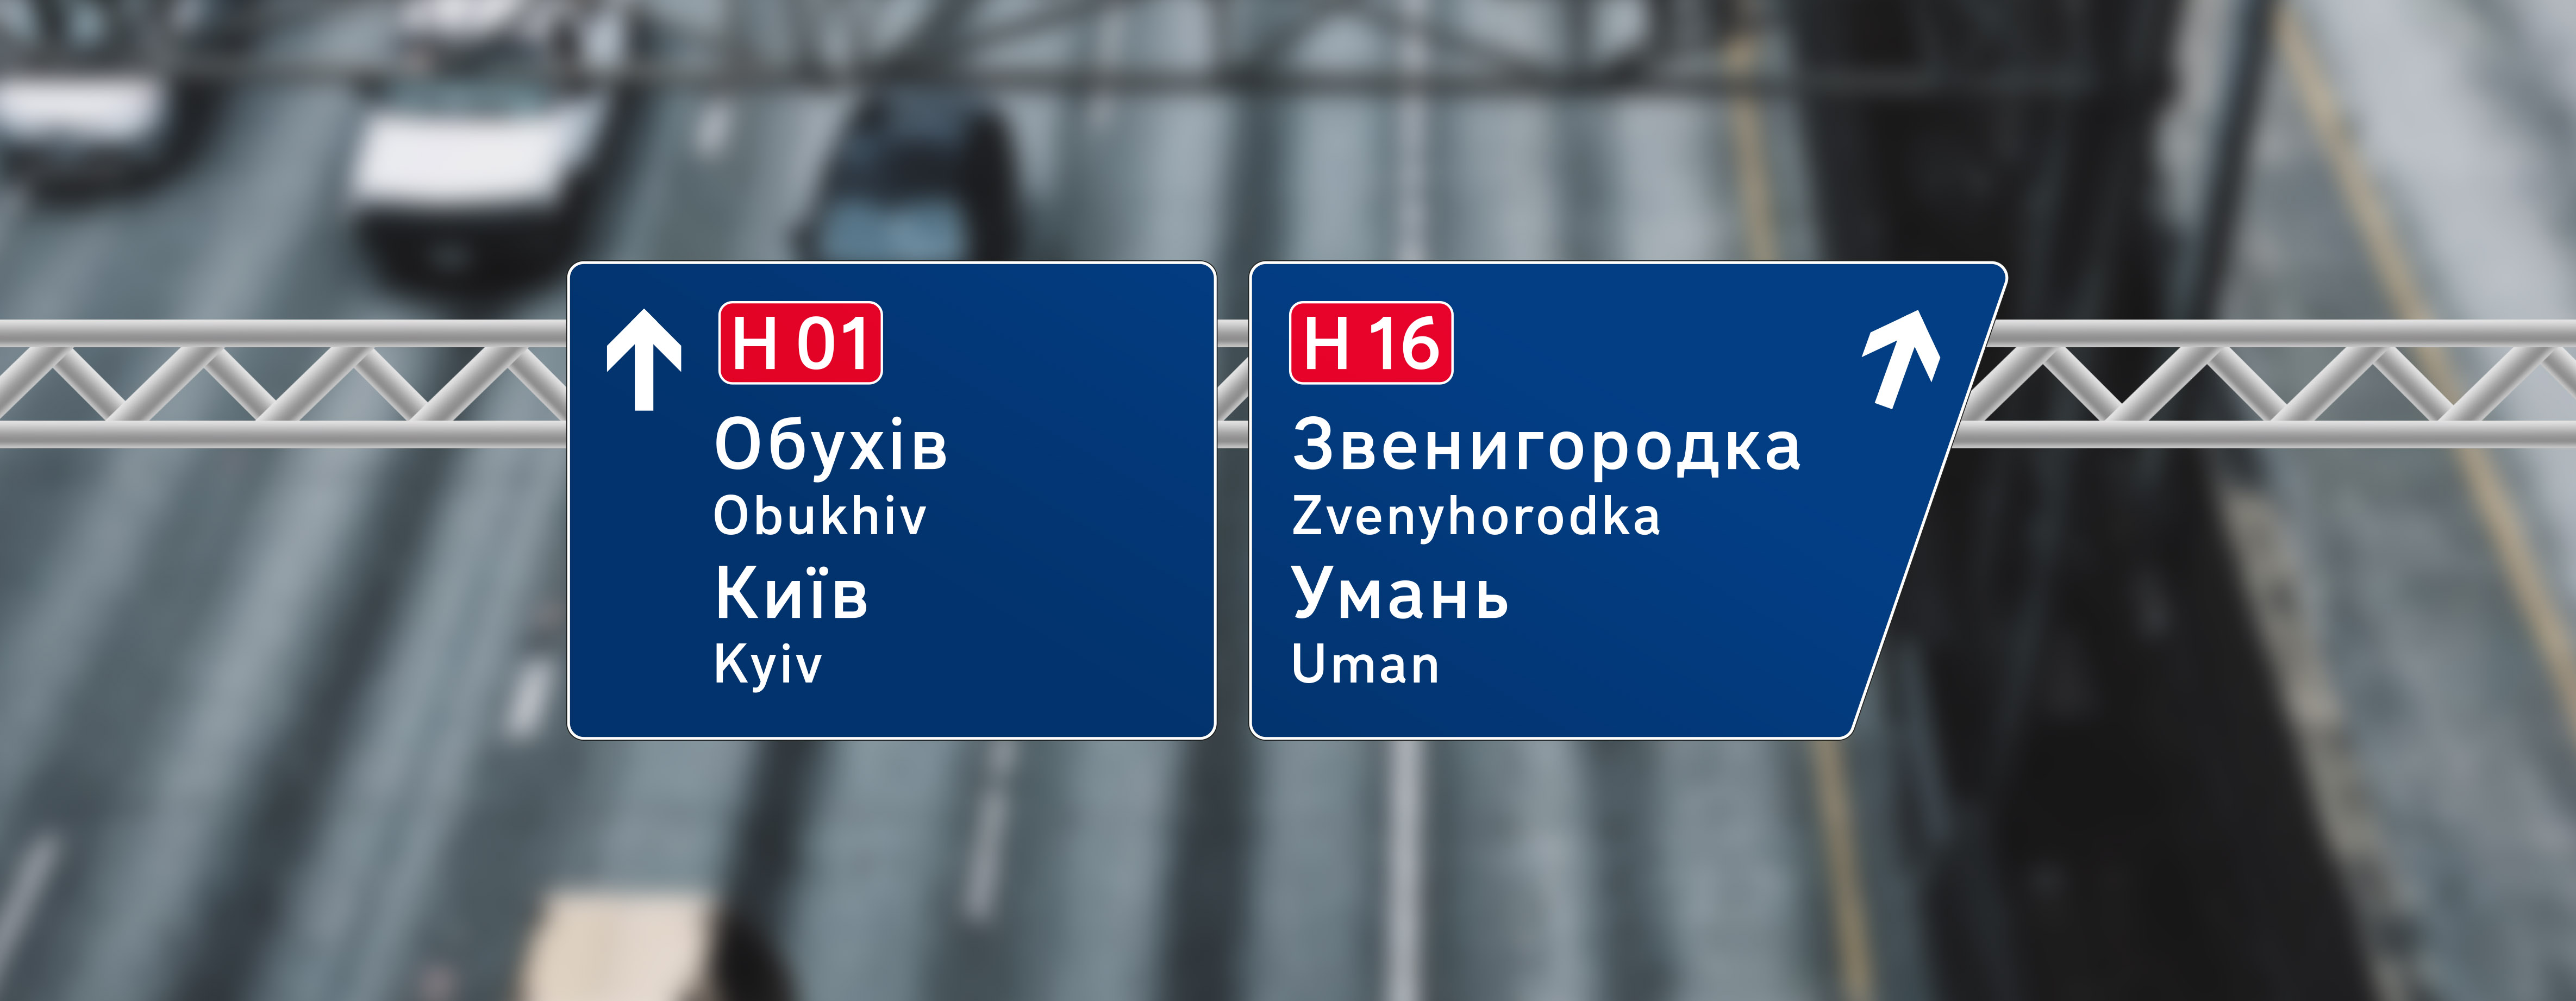 Н 01
Обухів
Obukhiv
Київ
Kyiv
Н 16
Звенигородка
Zvenyhorodka
Умань
Uman